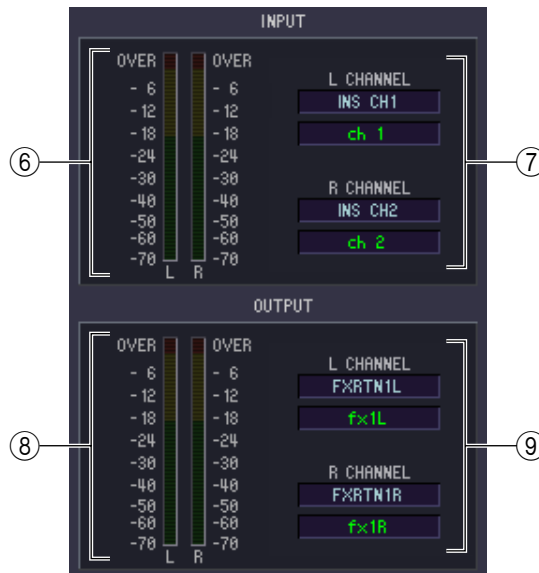 INPUT
OVER OVER
- 6 - 6
-12 -12
-18 -18
-24 -24
-30 -30
-40 -40
-50 -50
-60 -60
-70 -70
L R
L CHANNEL
INS CH1
ch 1
R CHANNEL
INS CH2
ch 2
⑥
⑦
OUTPUT
OVER OVER
- 6 - 6
-12 -12
-18 -18
-24 -24
-30 -30
-40 -40
-50 -50
-60 -60
-70 -70
L R
L CHANNEL
FXRTN1L
fx1L
R CHANNEL
FXRTN1R
fx1R
⑧
⑨